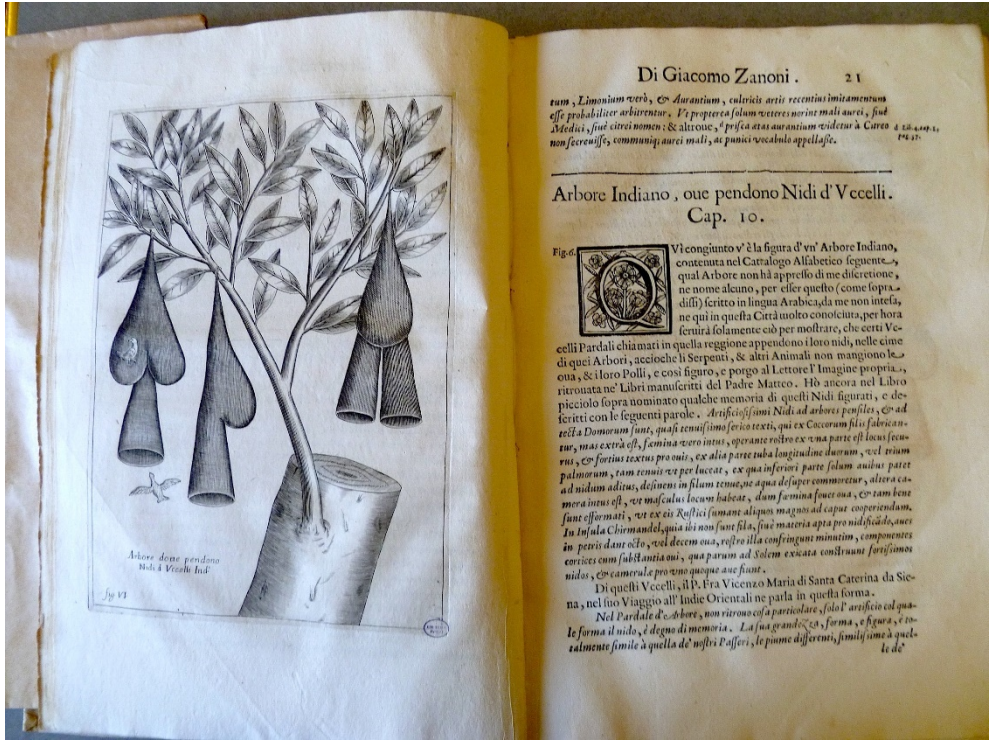 Arbore doue pendono
Nidi d Vccelli Ind
fig VI
Di Giacomo Zanoni. 21
tum, Limonium verò, & Aurantium, cultricis artis recentius imitamentum
esse probabiliter arbitrentur. Vt propterea solum veteres norint mali aurei, siuè
Medici, siuè citrei nomen: & altroue, d prisca ætas aurantium videtur à Citreo
non secreuisse, communiq; aurei mali, ac punici vocabulo appellasse.
Arbore Indiano, oue pendono Nidi d'Vccelli.
Cap. 10.
Fig. 6.
QVì congiunto v'è la figura d'vn'Arbore Indiano,
contenuta nel Cattalogo Alfabetico seguente,
qual Arbore non hà appresso di me discretione,
ne nome alcuno, per esser questo (come sopra
dissi) scritto in lingua Arabica, da me non intesa,
ne quì in questa Città molto conosciuta, per hora
seruirà solamente ciò per mostrare, che certi Vc-
celli Pardali chiamati in quella reggione appendono i loro nidi, nelle cime
di quei Arbori, acciochè li Serpenti, & altri Animali non mangiono le
oua, & i loro Polli, e così figuro, e porgo al Lettore l'Imagine propria,
ritrouata ne' Libri manuscritti del Padre Matteo. Hò ancora nel Libro
picciolo sopra nominato qualche memoria di questi Nidi figurati, e de-
scritti con le seguenti parole. Artificiosissimi Nidi ad arbores pensiles, & ad
tecta Domorum sunt, quasi tenuissimo serico texti, qui ex Coccorum filis fabrican-
tur, mas extrà est, fæmina vero intus, operante rostro ex vna parte est locus secu-
rus, & fortius textus pro ouis, ex alia parte tuba longitudine duorum, vel trium
palmorum, tam tenuis vt per luceat, ex qua inferiori parte solum auibus patet
ad nidum aditus, desinens in filum tenue, ne aqua desuper commoretur, altera ca-
mera intus est, vt masculus locum habeat, dum fæmina fouet oua, & tam bene
sunt efformati, vt ex eis Rustici sumant aliquos magnos ad caput cooperiendam.
In Insula Chirmandel, quia ibi non sunt fila, siuè materia apta pro nidificãdo, aues
in petris dant octo, vel decem oua, rostro illa confringunt minutim, componentes
cortices cum substantia oui, qua parum ad Solem exicata construunt fortissimos
nidos, & camerulæ pro vno quoque aue fiunt.
Di questi Vccelli, il P. Fra Vicenzo Maria di Santa Caterina da Sie-
na, nel suo Viaggio all'Indie Orientali ne parla in questa forma.
Nel Pardale d'Arbore, non ritrouo cosa particolare, solo l'artificio col qua-
le forma il nido, è degno di memoria. La sua grandezza, forma, e figura, è to-
talmente simile à quella de' nostri Passeri, le piume differenti, similissime à quel-
le de'